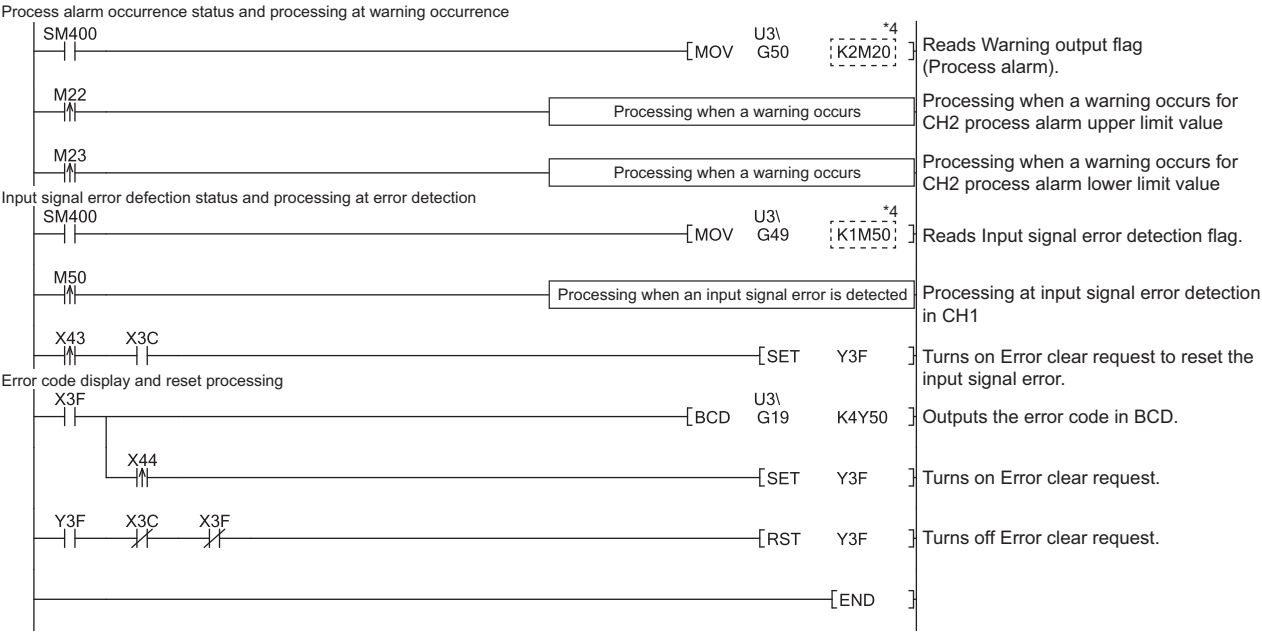 Process alarm occurrence status and processing at warning occurrence
SM400
[MOV U3\G50 K2M20 ] *4
Reads Warning output flag
(Process alarm).
M22
Processing when a warning occurs
Processing when a warning occurs for
CH2 process alarm upper limit value
M23
Processing when a warning occurs
Processing when a warning occurs for
CH2 process alarm lower limit value
Input signal error defection status and processing at error detection
SM400
[MOV U3\G49 K1M50 ] *4
Reads Input signal error detection flag.
M50
Processing when an input signal error is detected
Processing at input signal error detection
in CH1
X43 X3C
[SET Y3F ]
Turns on Error clear request to reset the
input signal error.
Error code display and reset processing
X3F
[BCD U3\G19 K4Y50 ]
Outputs the error code in BCD.
X44
[SET Y3F ]
Turns on Error clear request.
Y3F X3C X3F
[RST Y3F ]
Turns off Error clear request.
[END ]